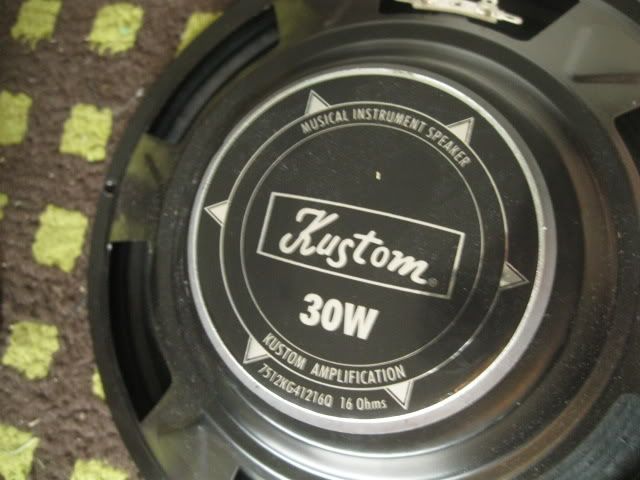 MUSICAL INSTRUMENT SPEAKER
Kustom®
30W
KUSTOM AMPLIFICATION
7512KG41216Q 16 Ohms